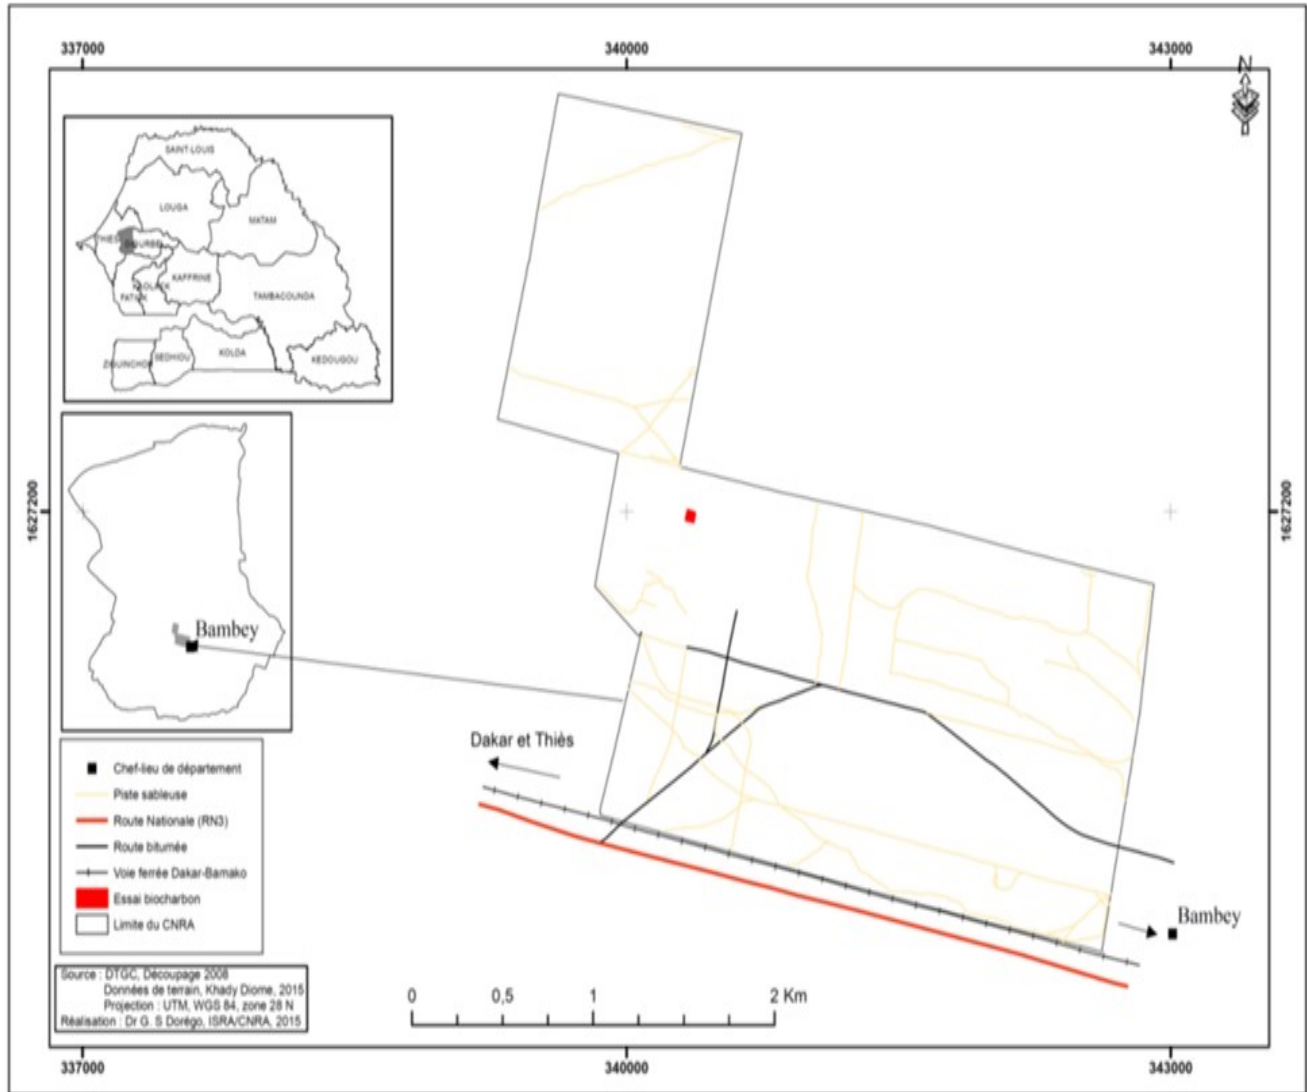 337000
340000
343000
N
SAINT-LOUIS
LOUGA
MATAM
THIES
DIOURBEL
KAFFRINE
KAOLACK
FATICK
TAMBACOUNDA
ZIGUINCHOR
SEDHIOU
KOLDA
KEDOUGOU
1627200
1627200
Bambey
Dakar et Thiès
Chef-lieu de département
Piste sableuse
Route Nationale (RN3)
Route bitumée
Voie ferrée Dakar-Bamako
Essai biocharbon
Limite du CNRA
Bambey
Source : DTGC, Découpage 2008
Données de terrain, Khady Diome, 2015
Projection : UTM, WGS 84, zone 28 N
Réalisation : Dr G. S Dorégo, ISRA/CNRA, 2015
0 0,5 1 2 Km
337000
340000
343000